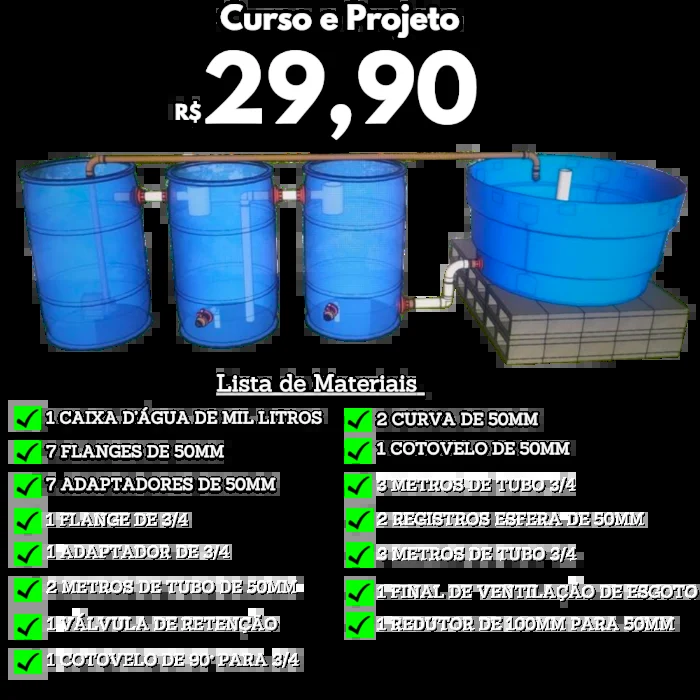 Curso e Projeto
R$ 29,90
Lista de Materiais
1 CAIXA D'ÁGUA DE MIL LITROS
7 FLANGES DE 50MM
7 ADAPTADORES DE 50MM
1 FLANGE DE 3/4
1 ADAPTADOR DE 3/4
2 METROS DE TUBO DE 50MM
1 VÁLVULA DE RETENÇÃO
1 COTOVELO DE 90° PARA 3/4
2 CURVA DE 50MM
1 COTOVELO DE 50MM
3 METROS DE TUBO 3/4
2 REGISTROS ESFERA DE 50MM
3 METROS DE TUBO 3/4
1 FINAL DE VENTILAÇÃO DE ESGOTO
1 REDUTOR DE 100MM PARA 50MM